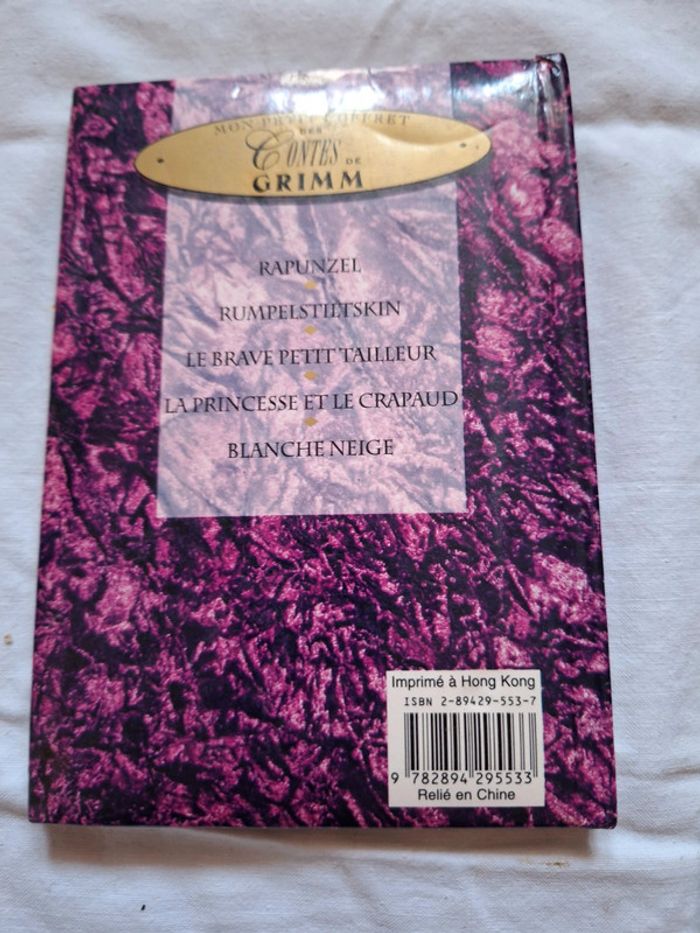 MON PETIT COFFRET
DES
CONTES DE
GRIMM
RAPUNZEL
RUMPELSTILTSKIN
LE BRAVE PETIT TAILLEUR
LA PRINCESSE ET LE CRAPAUD
BLANCHE NEIGE
Imprimé à Hong Kong
ISBN 2-89429-553-7
9 782894 295533
Relié en Chine